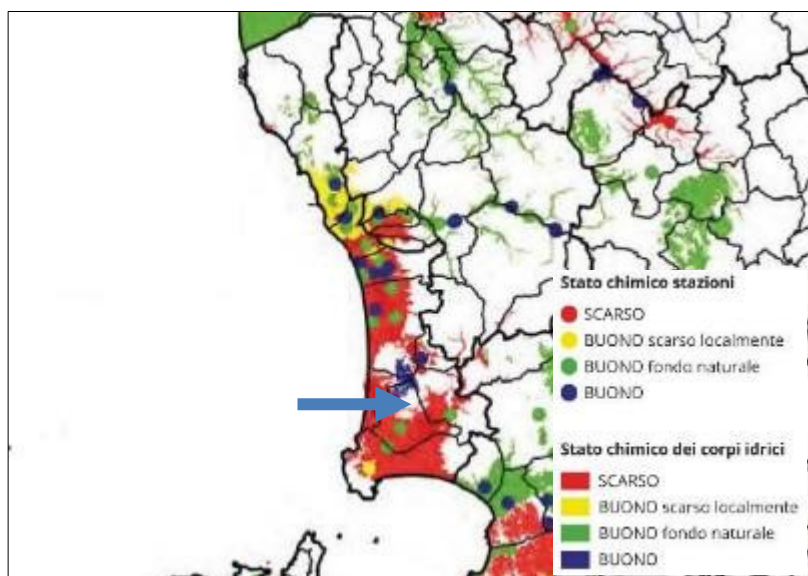 Stato chimico stazioni
SCARSO
BUONO scarso localmente
BUONO fondo naturale
BUONO
Stato chimico dei corpi idrici
SCARSO
BUONO scarso localmente
BUONO fondo naturale
BUONO